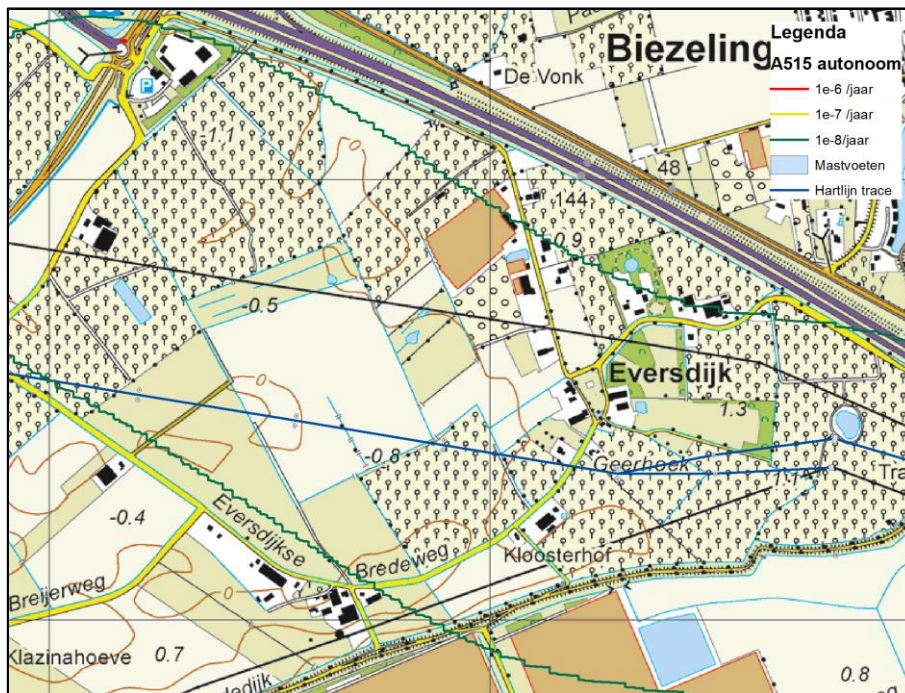 Legenda
A515 autonoom
1e-6 /jaar
1e-7 /jaar
1e-8/jaar
Mastvoeten
Hartlijn trace
Biezeling
De Vonk
P
-1.1
48
144
0.9
-0.5
0
Eversdijk
1.3
-0.8
0
Geerhoek
1.1
Tra
-0.4
Eversdijkse
Bredeweg
Kloosterhof
Breijerweg
0
Klazinahoeve
0.7
dedijk
0.8